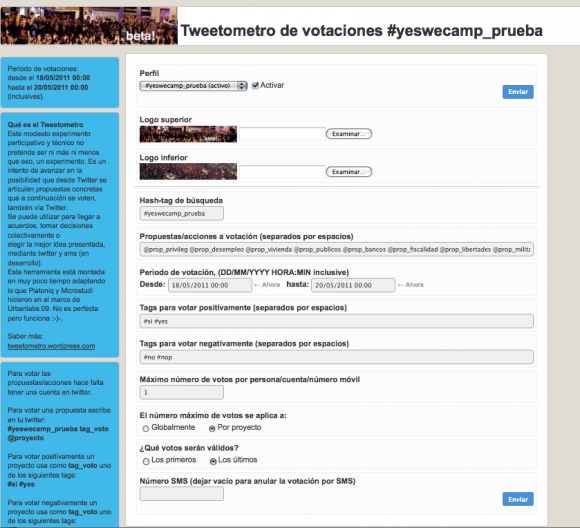 beta!
Tweetometro de votaciones #yeswecamp_prueba
Periodo de votaciones:
desde el 18/05/2011 00:00
hasta el 20/05/2011 00:00
(inclusives).
Qué es el Tweetometro
Este modesto experimento
participativo y técnico no
pretende ser ni más ni menos
que eso, un experimento. Es un
intento de avanzar en la
posibilidad que desde Twitter se
articulen propuestas concretas
que a continuación se voten,
también vía Twitter.
Se puede utilizar para llegar a
acuerdos, tomar decisiones
colectivamente o
elegir la mejor idea presentada,
mediante twitter y sms (en
desarrollo).
Esta herremienta está montada
en muy poco tiempo adaptando
lo que Platoniq y Microstudi
hicieron en el marco de
Urbanlabs 09. No es perfecta
pero funciona :-)-.
Saber más:
tweetometro.wordpress.com
Para votar las
propuestas/acciones hace falta
tener una cuenta en twitter.
Para votar una propuesta escribe
en tu twitter:
#yeswecamp_prueba tag_voto
@proyecto
Para votar positivamente un
proyecto usa como tag_voto uno
de los siguientes tags:
#si #yes
Para votar negativamente un
proyecto usa como tag_voto uno
de los siguientes tags:
Perfil
#yeswecamp_prueba (activo) Activar
Enviar
Logo superior
Examinar...
Logo inferior
Examinar...
Hash-tag de búsqueda
#yeswecamp_prueba
Propuestas/acciones a votación (separados por espacios)
@prop_privileg @prop_desempleo @prop_vivienda @prop_publicos @prop_bancos @prop_fiscalidad @prop_libertades @prop_milita
Periodo de votación, (DD/MM/YYYY HORA:MIN inclusive)
Desde: 18/05/2011 00:00 ← Ahora hasta: 20/05/2011 00:00 ← Ahora
Tags para votar positivamente (separados por espacios)
#si #yes
Tags para votar negativamente (separados por espacios)
#no #nop
Máximo número de votos por persona/cuenta/número móvil
1
El número máximo de votos se aplica a:
Globalmente Por proyecto
¿Qué votos serán válidos?
Los primeros Los últimos
Número SMS (dejar vacío para anular la votación por SMS)
Enviar